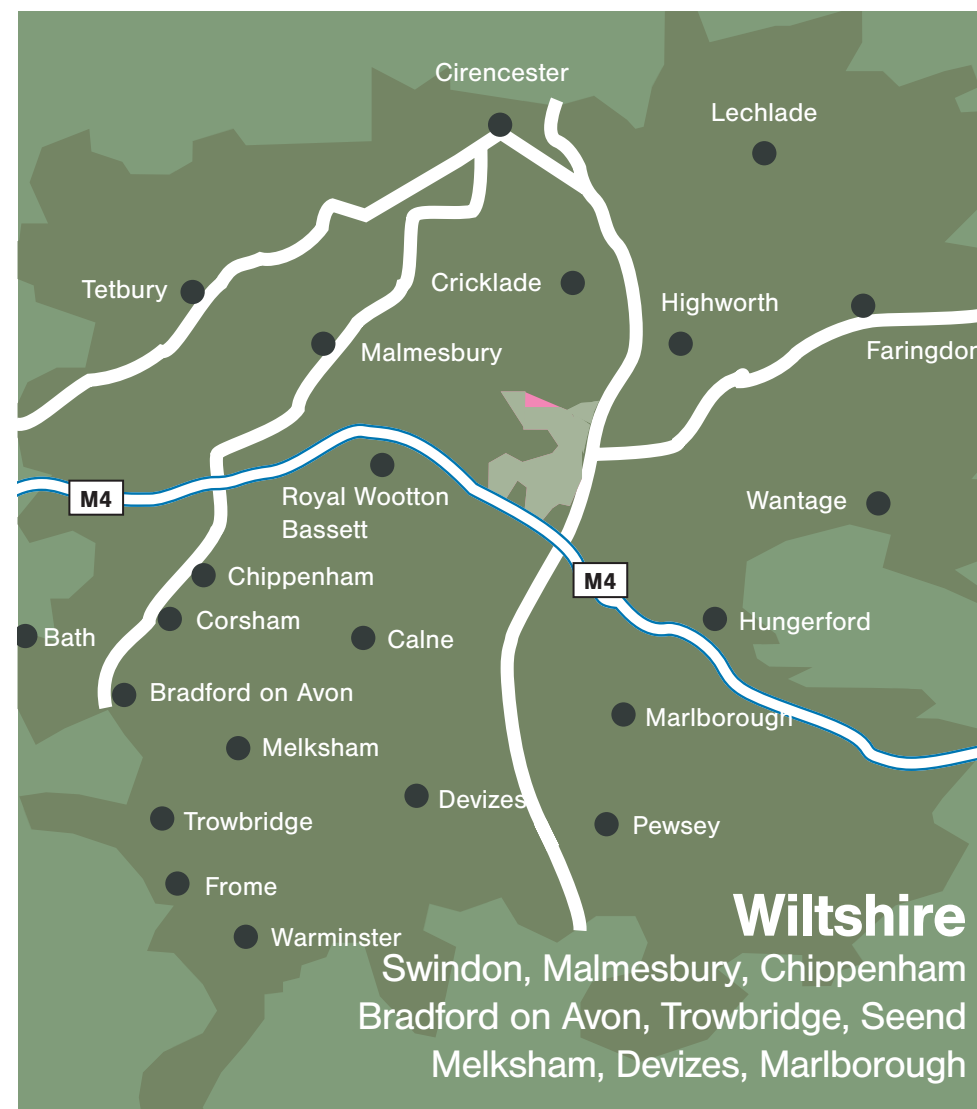 Cirencester
Lechlade
Tetbury
Cricklade
Highworth
Malmesbury
Faringdon
M4
Royal Wootton
Bassett
Wantage
Chippenham
M4
Corsham
Hungerford
Bath
Calne
Bradford on Avon
Marlborough
Melksham
Devizes
Trowbridge
Pewsey
Frome
Warminster
Wiltshire
Swindon, Malmesbury, Chippenham
Bradford on Avon, Trowbridge, Seend
Melksham, Devizes, Marlborough